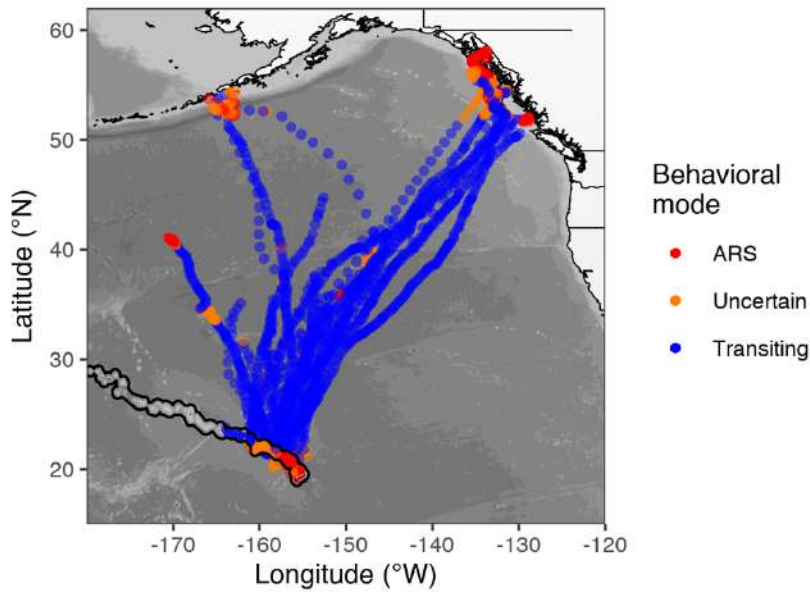 60
50
40
30
20
Latitude (°N)
-170
-160
-150
-140
-130
-120
Longitude (°W)
Behavioral
mode
ARS
Uncertain
Transiting